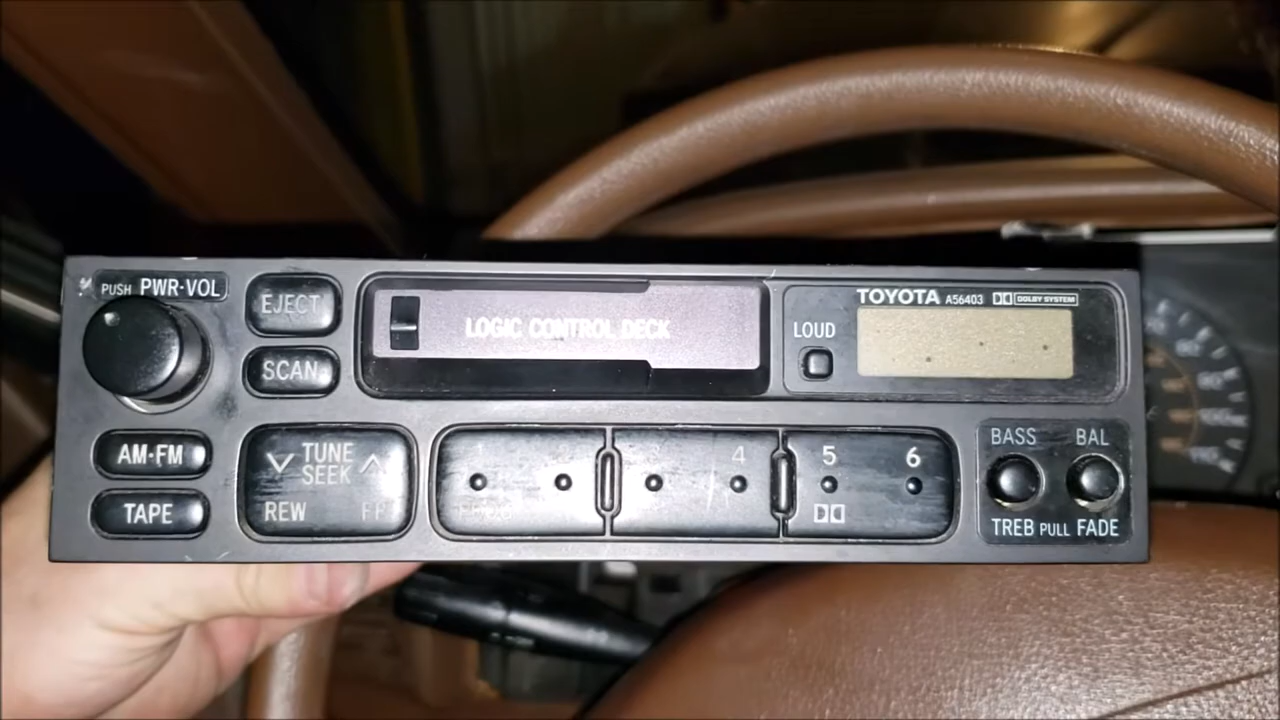 PUSH PWR·VOL
EJECT
SCAN
LOGIC CONTROL DECK
TOYOTA A56403 DOLBY SYSTEM
LOUD
AM·FM
TAPE
TUNE
SEEK
REW FF
4 5 6
BASS BAL
TREB PULL FADE